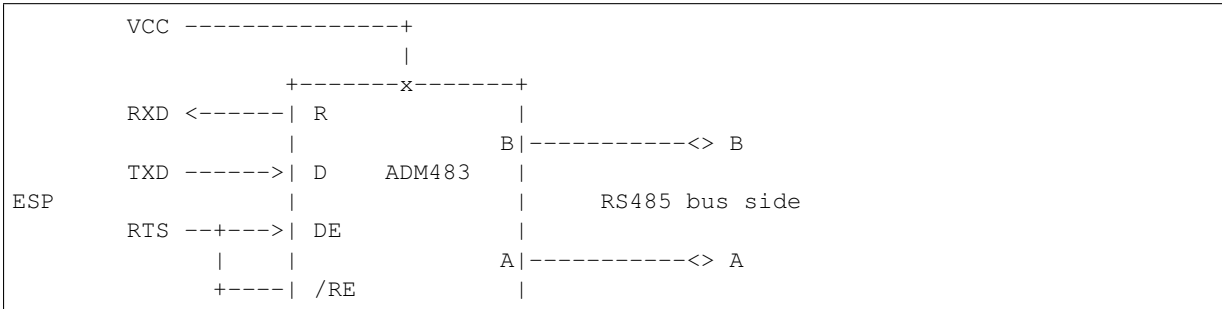 VCC ---------------+
                   |
           +-------x-------+
RXD <------| R             |
           |              B|-----------<> B
TXD ------>| D    ADM483   |
ESP        |               |    RS485 bus side
RTS --+--->| DE            |
      |    |              A|-----------<> A
      +----| /RE           |